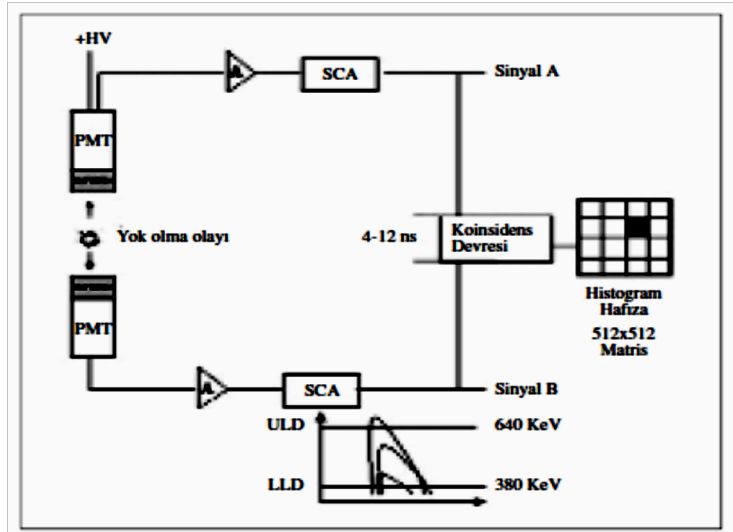 +HV
A
SCA
Sinyal A
PMT
Yok olma olayı
4-12 ns
Koinsidens
Devresi
Histogram
Hafıza
512x512
Matris
PMT
A
SCA
Sinyal B
ULD
640 KeV
LLD
380 KeV